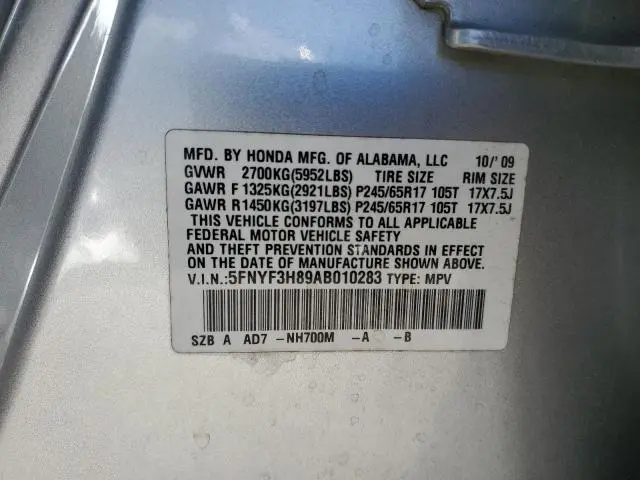 MFD. BY HONDA MFG. OF ALABAMA, LLC 10/'09
GVWR 2700KG(5952LBS) TIRE SIZE RIM SIZE
GAWR F 1325KG(2921LBS) P245/65R17 105T 17X7.5J
GAWR R1450KG(3197LBS) P245/65R17 105T 17X7.5J
THIS VEHICLE CONFORMS TO ALL APPLICABLE
FEDERAL MOTOR VEHICLE SAFETY
AND THEFT PREVENTION STANDARDS IN EFFECT
ON THE DATE OF MANUFACTURE SHOWN ABOVE.
V.I.N.:5FNYF3H89AB010283 TYPE: MPV
SZB A AD7 -NH700M -A -B